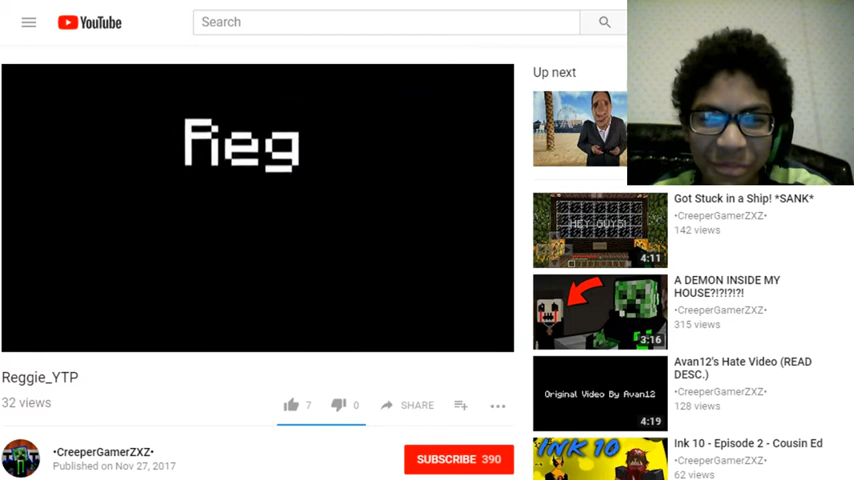 YouTube
Search
Reg
Up next
Got Stuck in a Ship! *SANK*
•CreeperGamerZXZ•
142 views
HEY GUYS!
4:11
A DEMON INSIDE MY
HOUSE?!?!?!?!
•CreeperGamerZXZ•
315 views
3:16
Avan12's Hate Video (READ
DESC.)
•CreeperGamerZXZ•
128 views
Original Video By Avan12
4:19
Ink 10 - Episode 2 - Cousin Ed
•CreeperGamerZXZ•
62 views
INK 10
Reggie_YTP
32 views
7
0
SHARE
•CreeperGamerZXZ•
Published on Nov 27, 2017
SUBSCRIBE 390